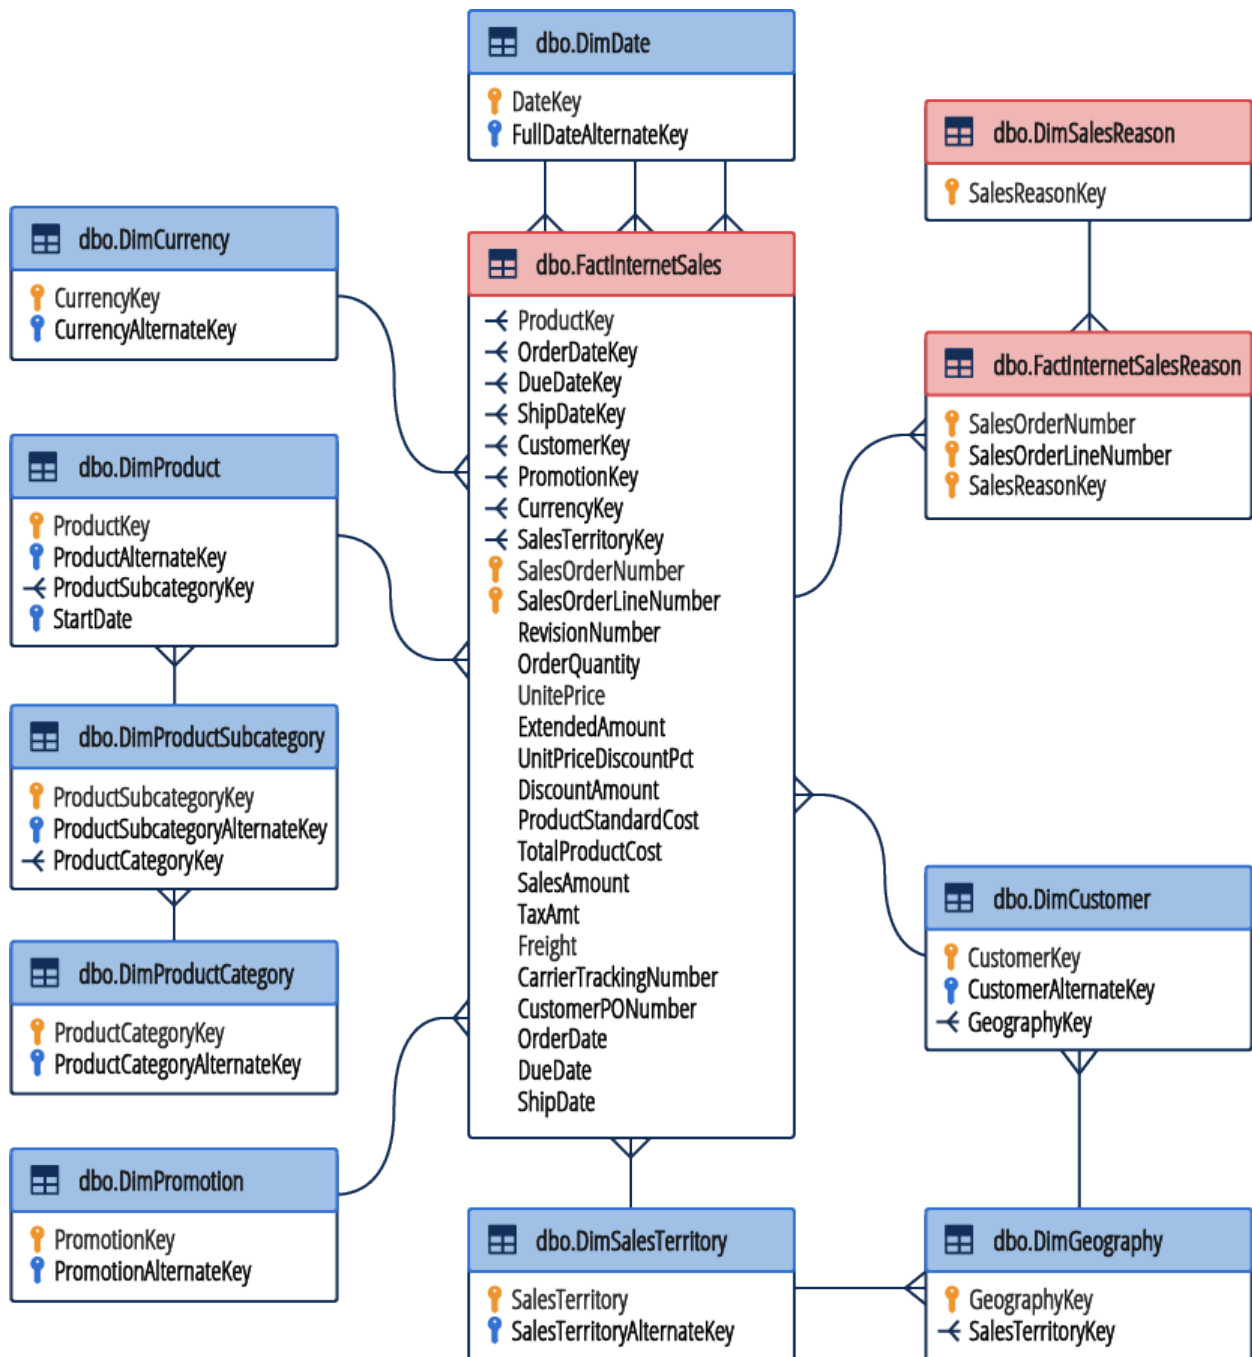 dbo.DimDate
DateKey
FullDateAlternateKey
dbo.DimSalesReason
SalesReasonKey
dbo.DimCurrency
CurrencyKey
CurrencyAlternateKey
dbo.FactInternetSales
ProductKey
OrderDateKey
DueDateKey
ShipDateKey
CustomerKey
PromotionKey
CurrencyKey
SalesTerritoryKey
SalesOrderNumber
SalesOrderLineNumber
RevisionNumber
OrderQuantity
UnitePrice
ExtendedAmount
UnitPriceDiscountPct
DiscountAmount
ProductStandardCost
TotalProductCost
SalesAmount
TaxAmt
Freight
CarrierTrackingNumber
CustomerPONumber
OrderDate
DueDate
ShipDate
dbo.FactInternetSalesReason
SalesOrderNumber
SalesOrderLineNumber
SalesReasonKey
dbo.DimProduct
ProductKey
ProductAlternateKey
ProductSubcategoryKey
StartDate
dbo.DimProductSubcategory
ProductSubcategoryKey
ProductSubcategoryAlternateKey
ProductCategoryKey
dbo.DimProductCategory
ProductCategoryKey
ProductCategoryAlternateKey
dbo.DimCustomer
CustomerKey
CustomerAlternateKey
GeographyKey
dbo.DimPromotion
PromotionKey
PromotionAlternateKey
dbo.DimSalesTerritory
SalesTerritory
SalesTerritoryAlternateKey
dbo.DimGeography
GeographyKey
SalesTerritoryKey